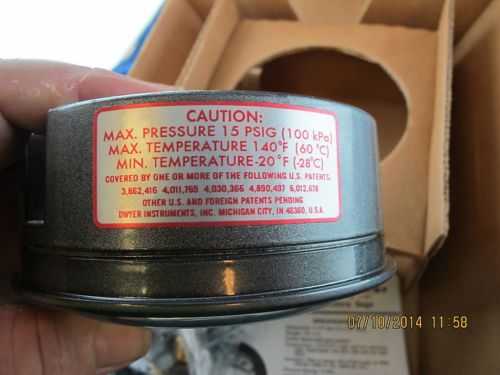 CAUTION:
MAX. PRESSURE 15 PSIG (100 kPa)
MAX. TEMPERATURE 140°F (60 °C)
MIN. TEMPERATURE-20°F (-28°C)
COVERED BY ONE OR MORE OF THE FOLLOWING U.S. PATENTS.
3,862,416 4,011,769 4,030,366 4,890,497 6,012,878
OTHER U.S. AND FOREIGN PATENTS PENDING
DWYER INSTRUMENTS, INC. MICHIGAN CITY, IN 46360, U.S.A.
07/10/2014 11:58